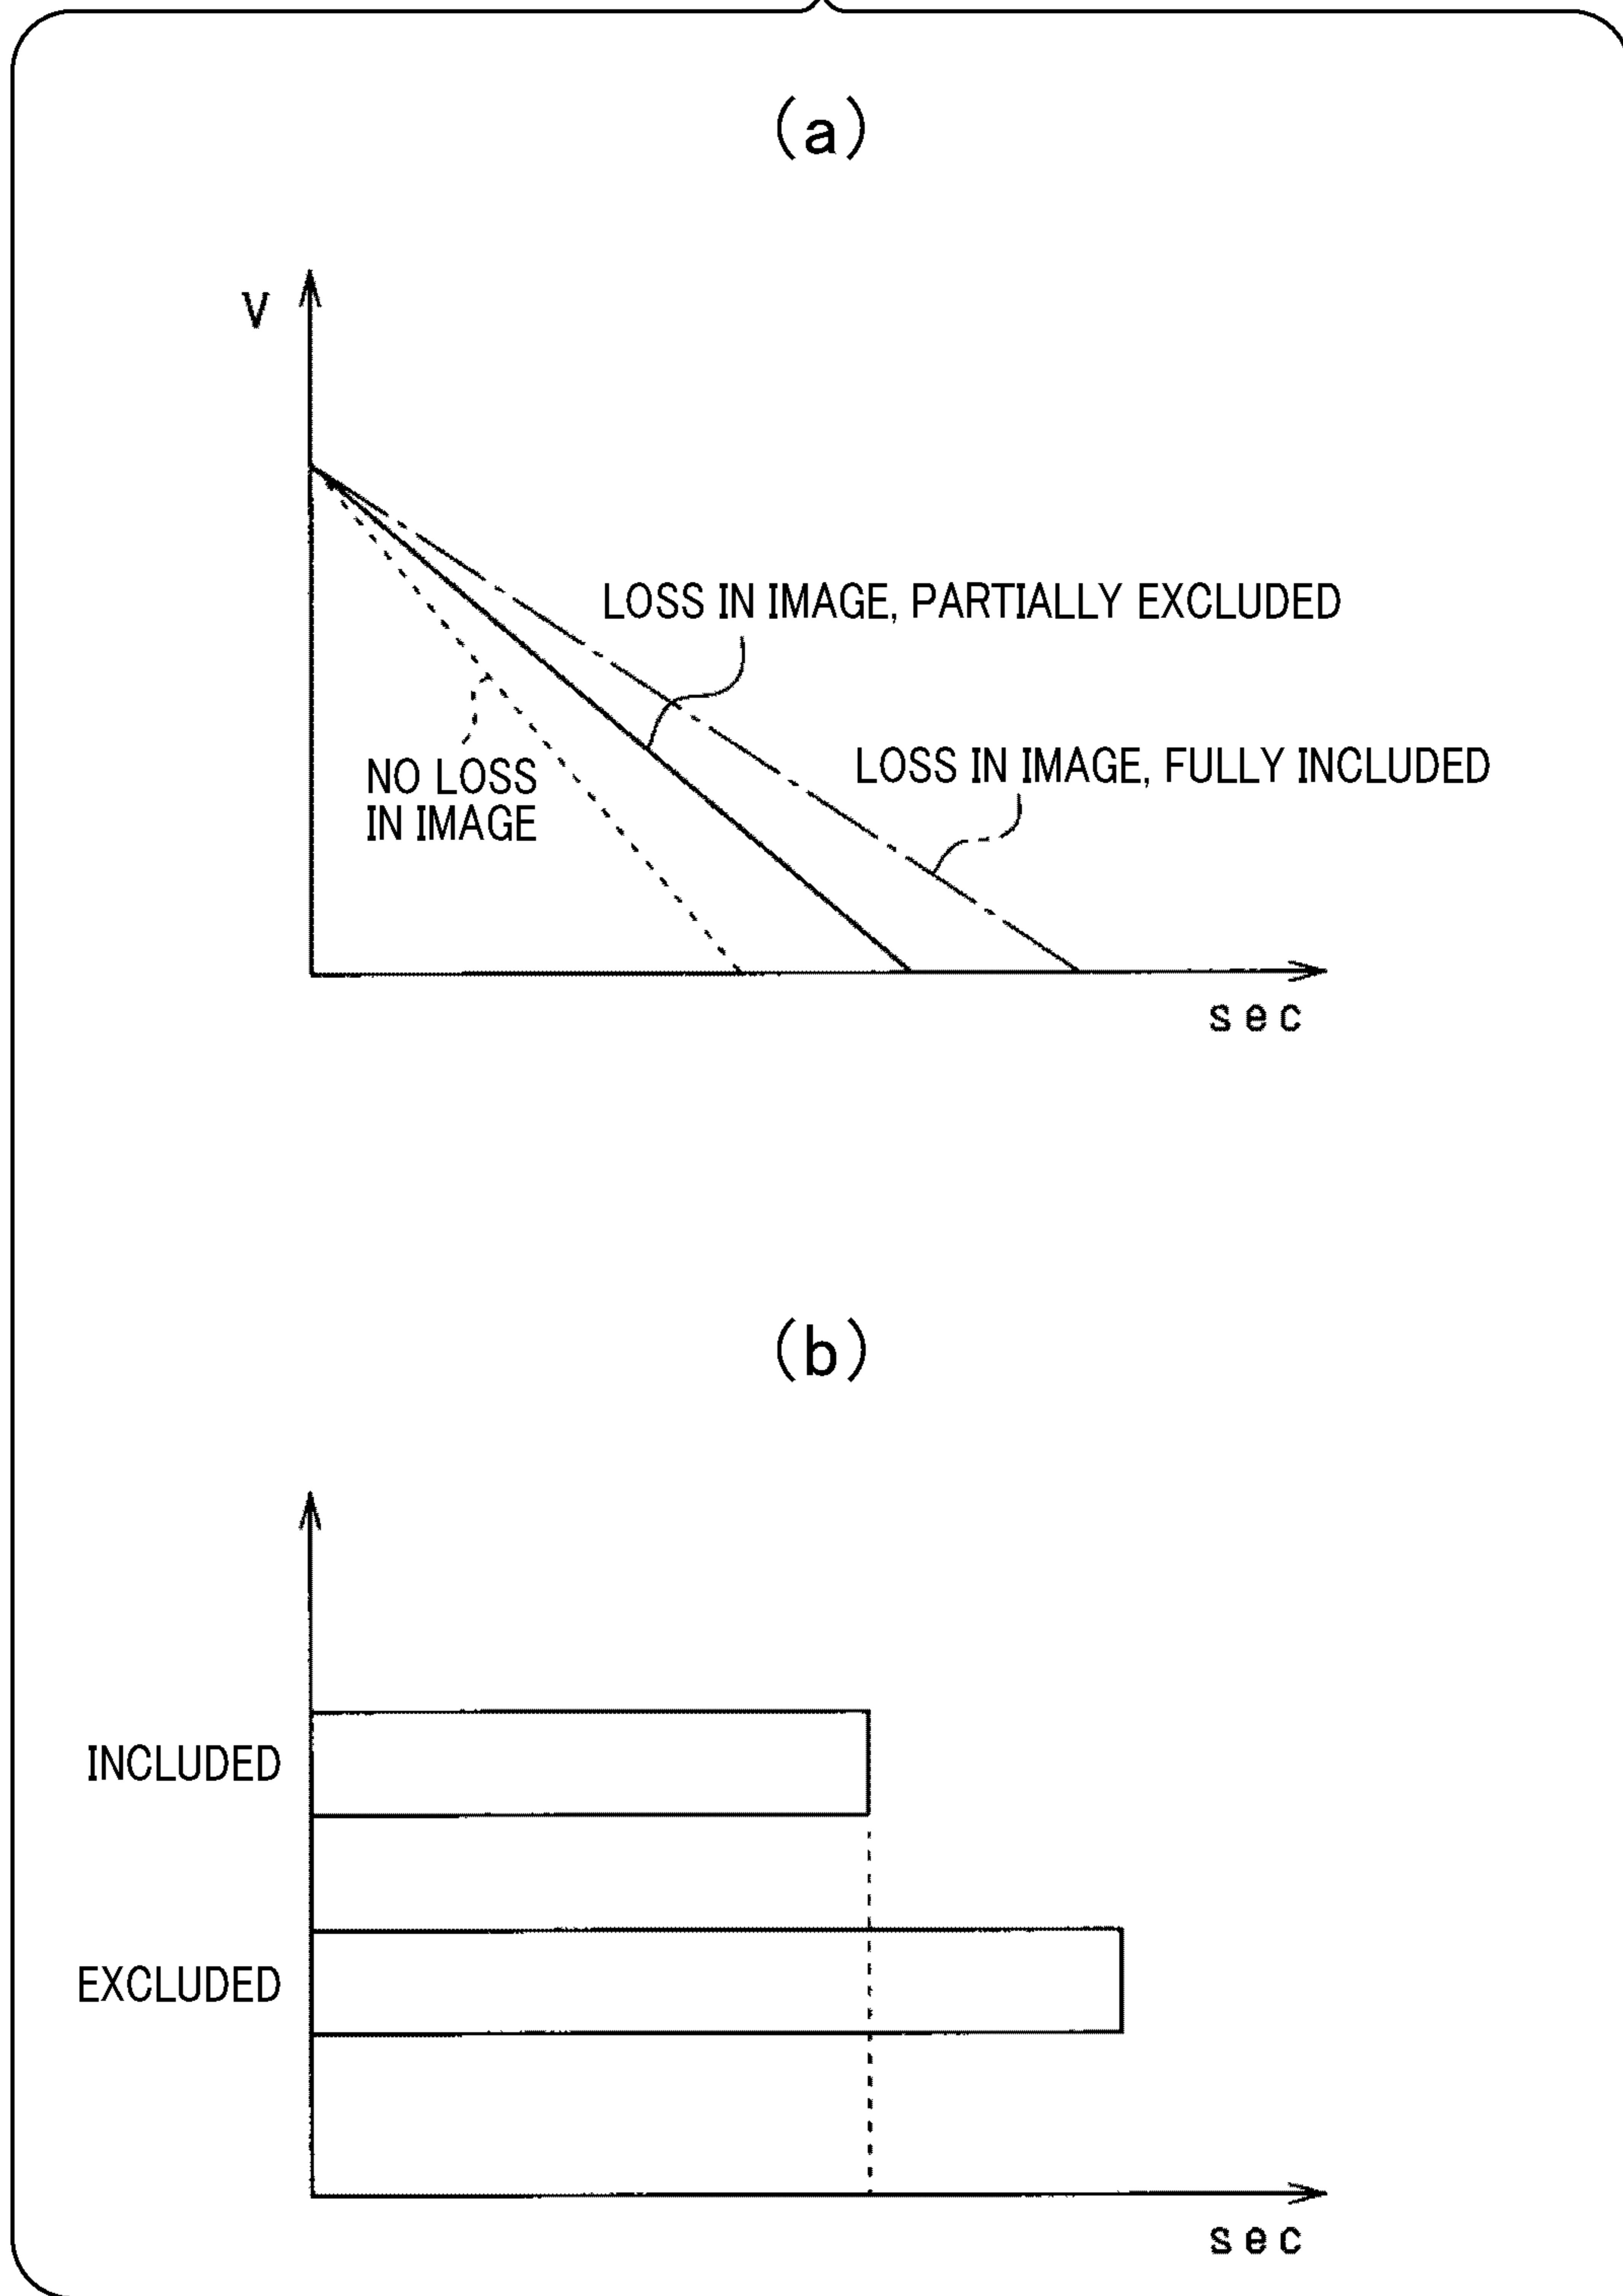 (a)
V
LOSS IN IMAGE, PARTIALLY EXCLUDED
LOSS IN IMAGE, FULLY INCLUDED
NO LOSS
IN IMAGE
sec
(b)
INCLUDED
EXCLUDED
sec